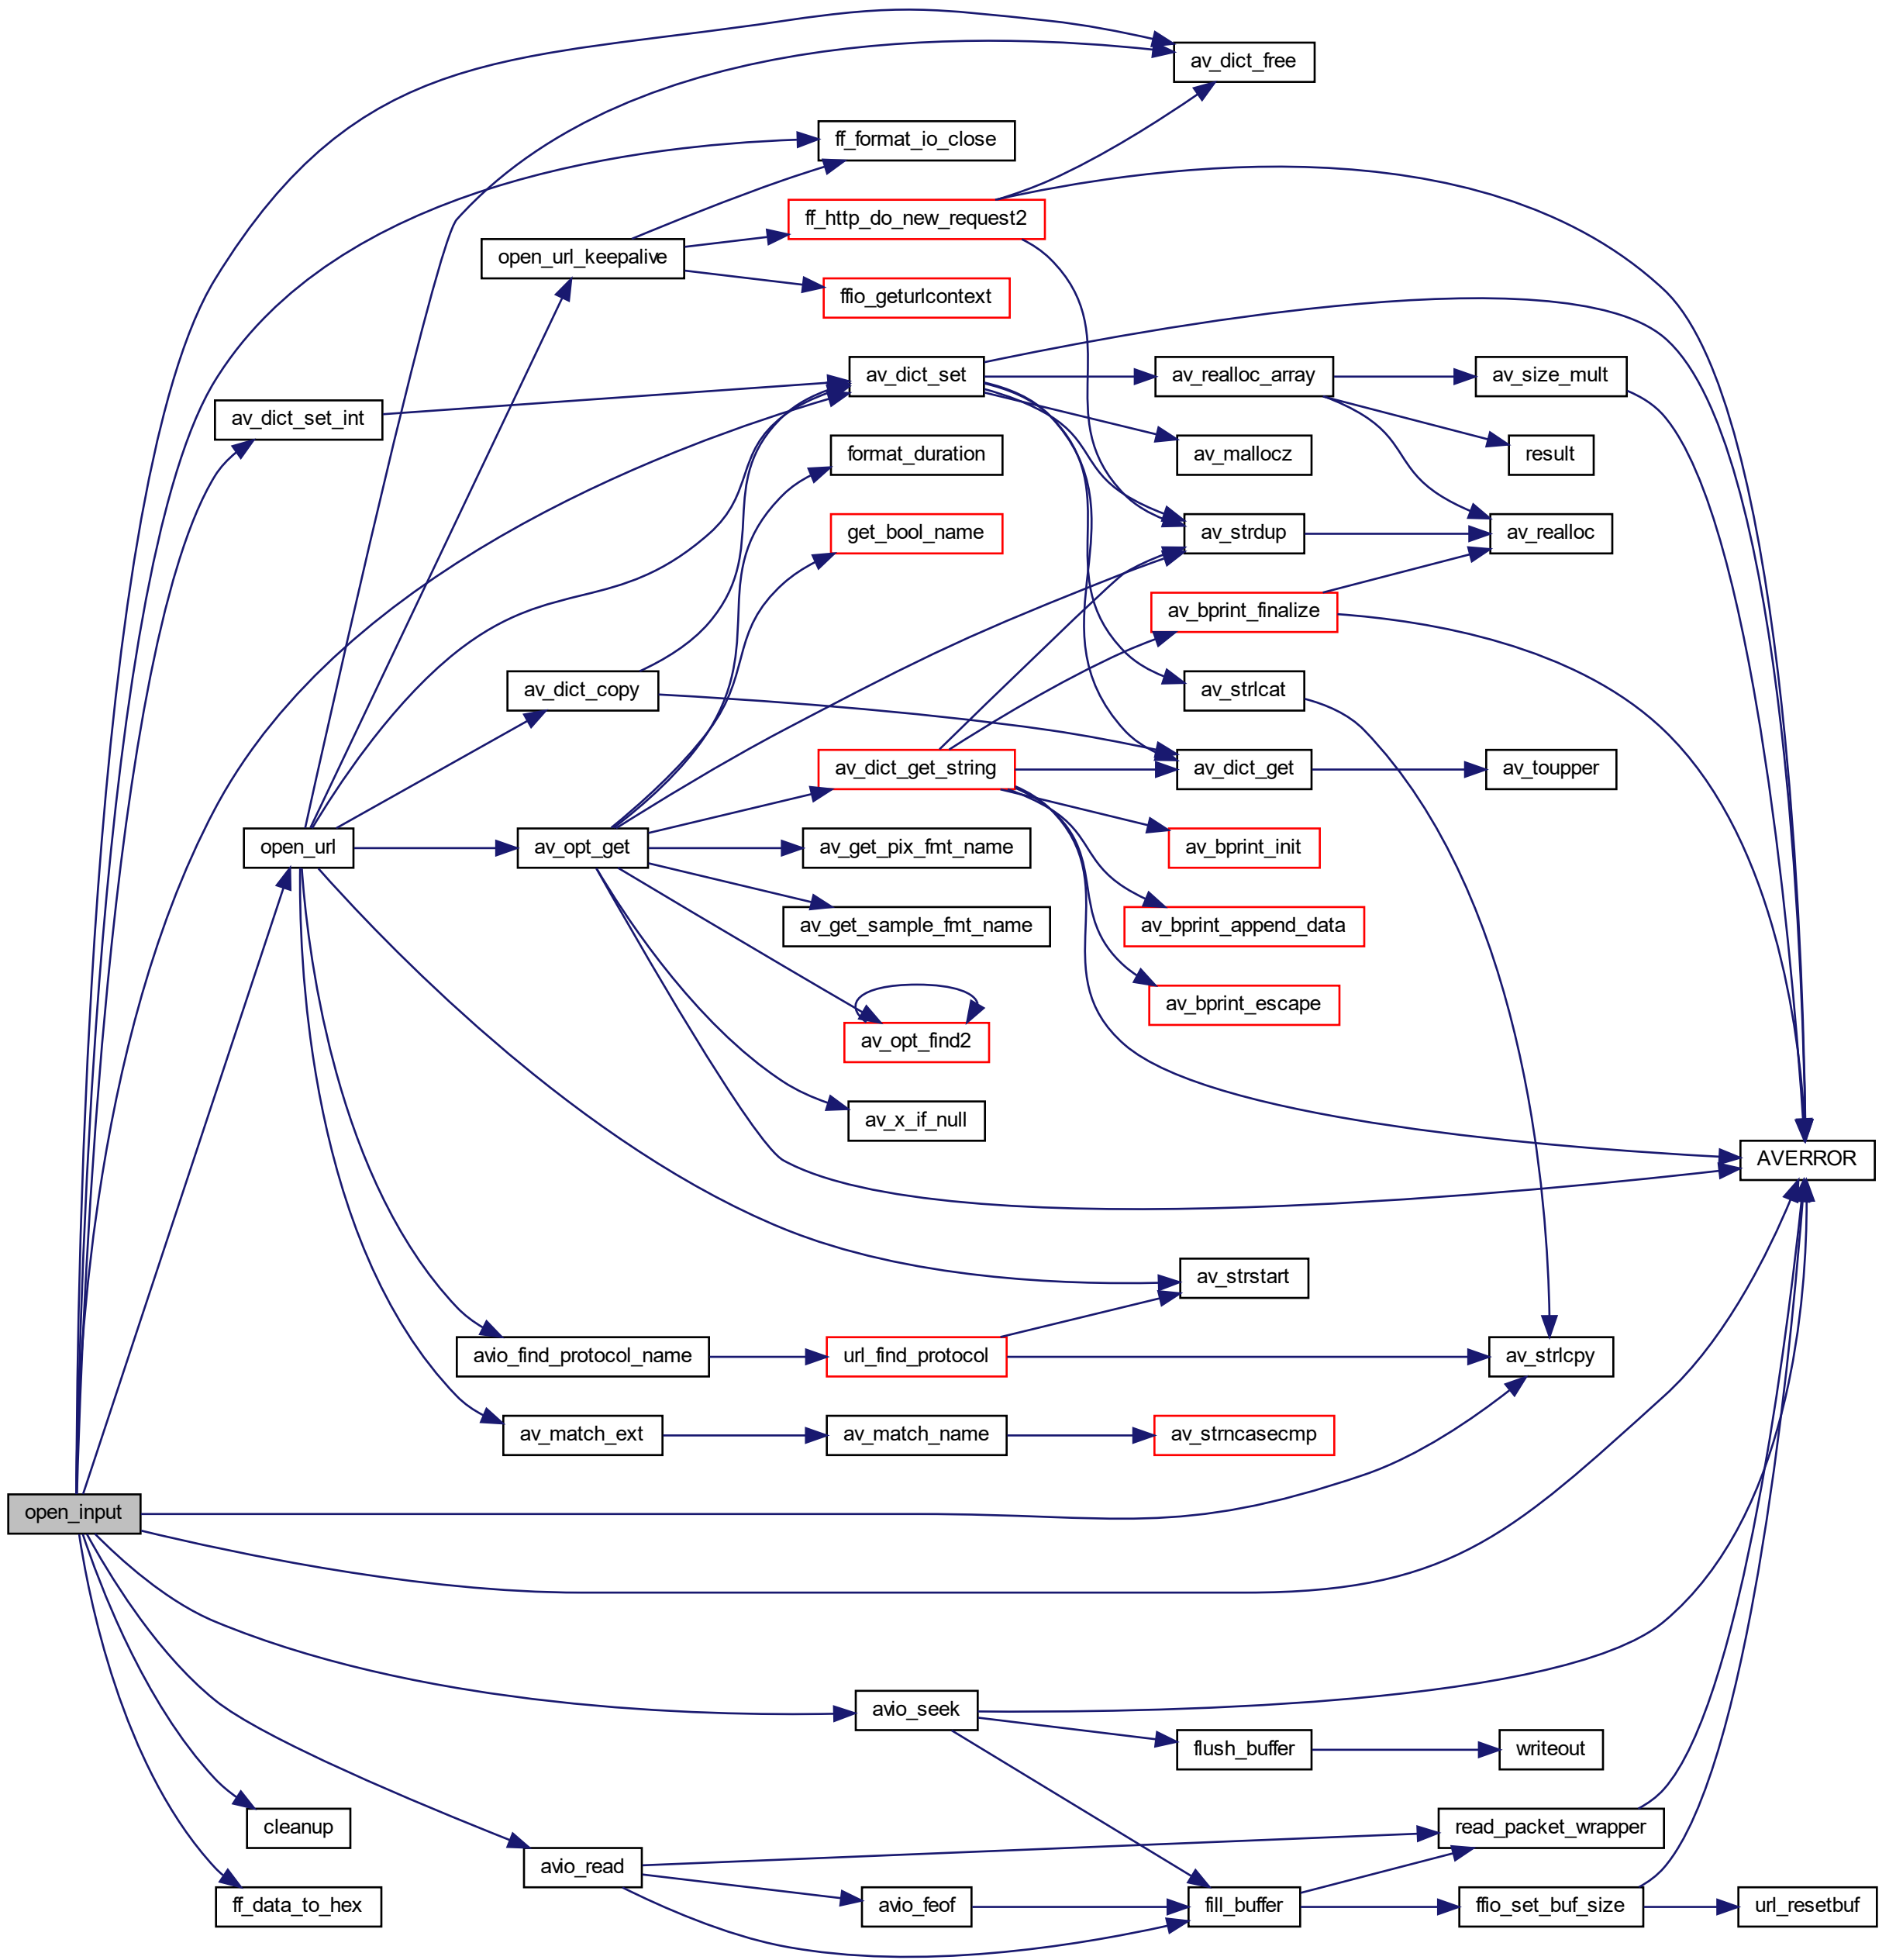 av_dict_free
ff_format_io_close
ff_http_do_new_request2
open_url_keepalive
ffio_geturlcontext
av_dict_set
av_realloc_array
av_size_mult
av_dict_set_int
format_duration
av_mallocz
result
get_bool_name
av_strdup
av_realloc
av_bprint_finalize
av_dict_copy
av_strlcat
av_dict_get_string
av_dict_get
av_toupper
open_url
av_opt_get
av_get_pix_fmt_name
av_bprint_init
av_get_sample_fmt_name
av_bprint_append_data
av_bprint_escape
av_opt_find2
av_x_if_null
AVERROR
av_strstart
avio_find_protocol_name
url_find_protocol
av_strlcpy
av_match_ext
av_match_name
av_strncasecmp
open_input
avio_seek
flush_buffer
writeout
cleanup
read_packet_wrapper
avio_read
ff_data_to_hex
avio_feof
fill_buffer
ffio_set_buf_size
url_resetbuf